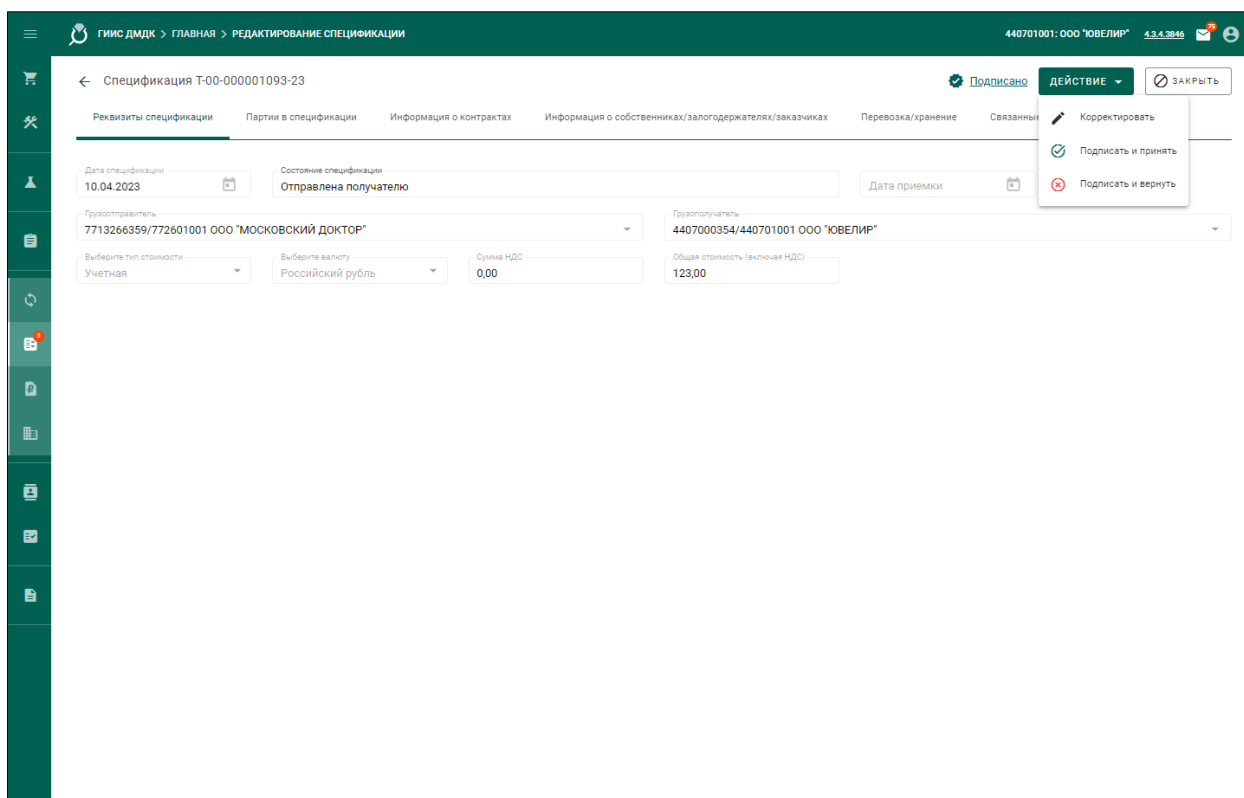 ГИИС ДМДК > ГЛАВНАЯ > РЕДАКТИРОВАНИЕ СПЕЦИФИКАЦИИ 440701001: ООО "ЮВЕЛИР" 4.3.4.3846 75
← Спецификация Т-00-000001093-23 Подписано ДЕЙСТВИЕ ЗАКРЫТЬ
Реквизиты спецификации Партии в спецификации Информация о контрактах Информация о собственниках/залогодержателях/заказчиках Перевозка/хранение Связанные
Корректировать
Подписать и принять
Подписать и вернуть
Дата спецификации Состояние спецификации
10.04.2023 Отправлена получателю Дата приемки
Грузоотправитель Грузополучатель
7713266359/772601001 ООО "МОСКОВСКИЙ ДОКТОР" 4407000354/440701001 ООО "ЮВЕЛИР"
Выберите тип стоимости Выберите валюту Сумма НДС Общая стоимость (включая НДС)
Учетная Российский рубль 0,00 123,00
3